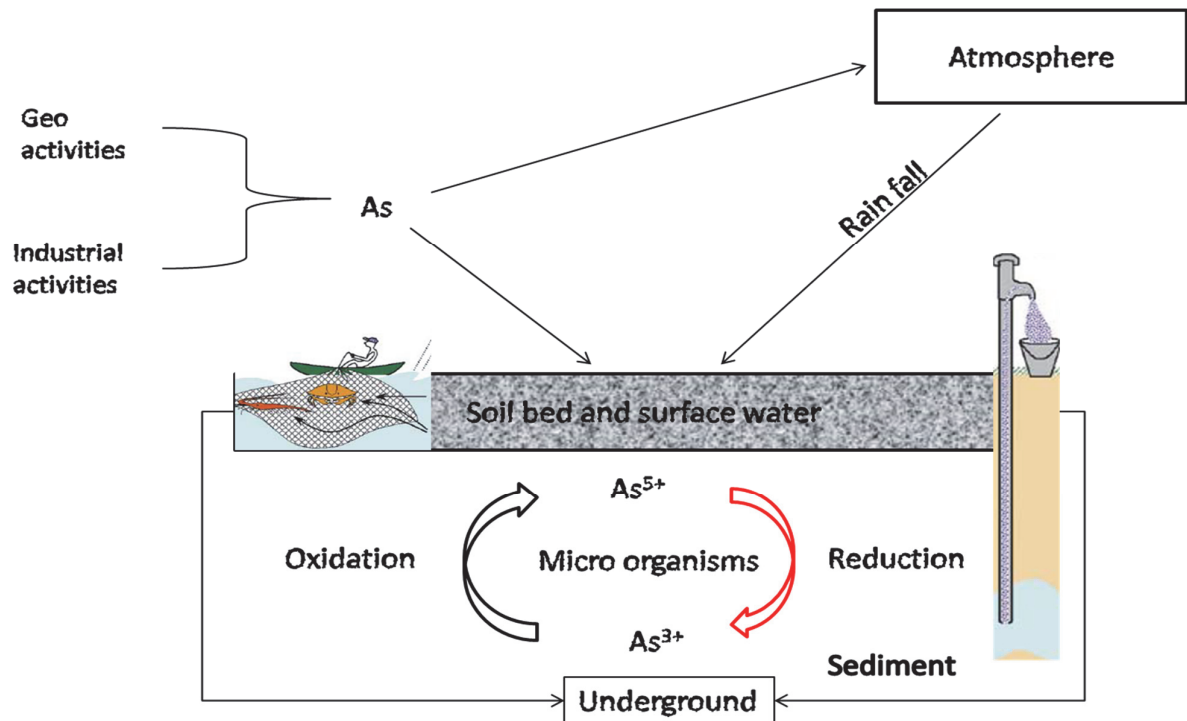 Atmosphere
Geo
activities
As
Rain fall
Industrial
activities
Soil bed and surface water
As⁵⁺
Oxidation
Micro organisms
Reduction
As³⁺
Sediment
Underground